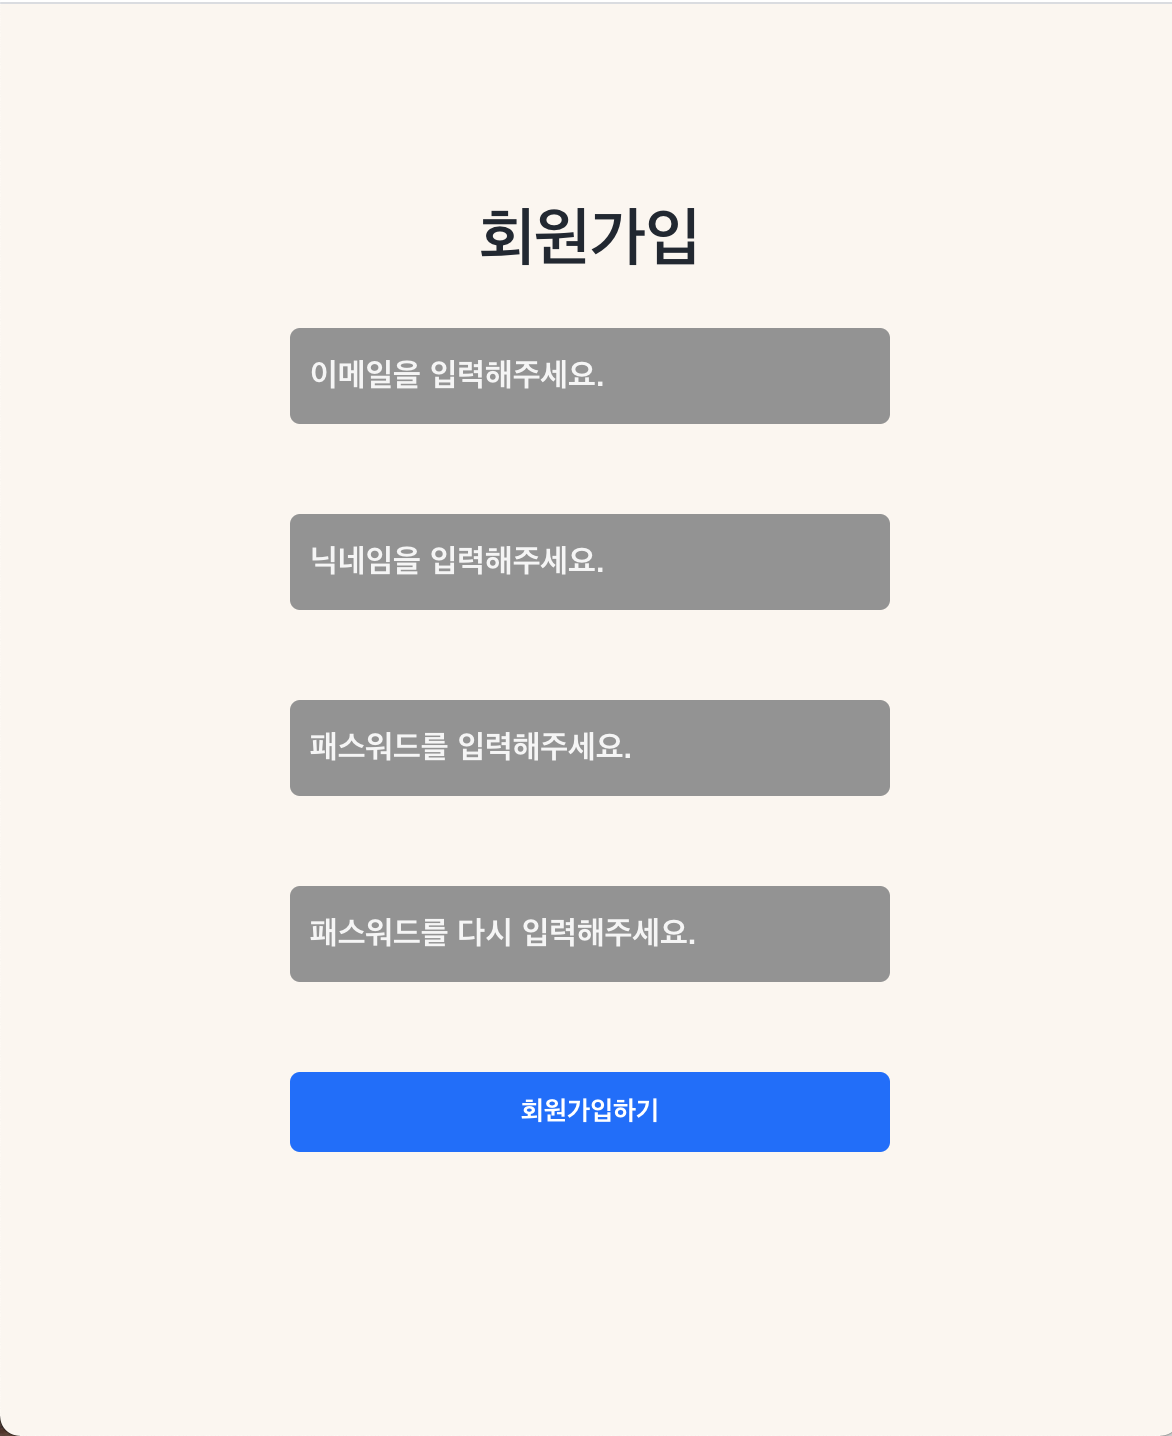 회원가입
이메일을 입력해주세요.
닉네임을 입력해주세요.
패스워드를 입력해주세요.
패스워드를 다시 입력해주세요.
회원가입하기